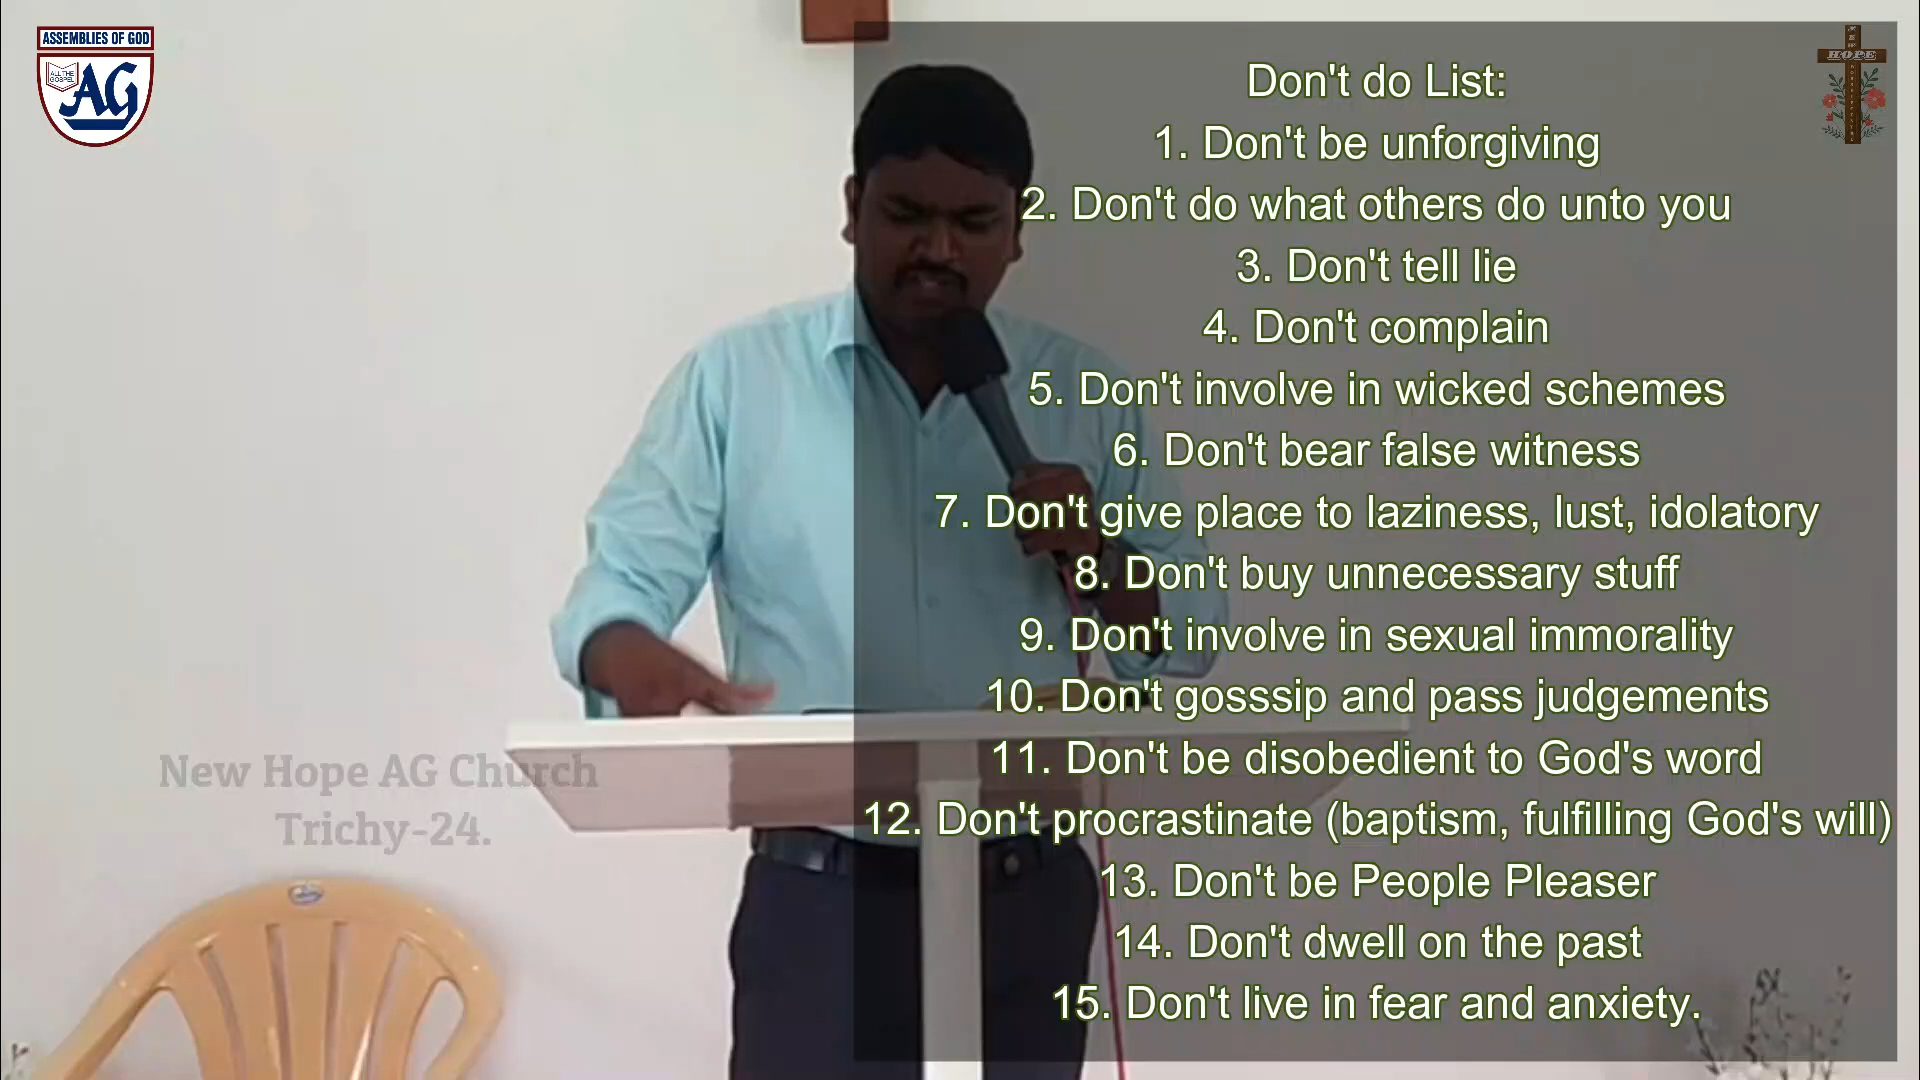 ASSEMBLIES OF GOD
ALL THE
GOSPEL
AG
HOPE
Don't do List:
1. Don't be unforgiving
2. Don't do what others do unto you
3. Don't tell lie
4. Don't complain
5. Don't involve in wicked schemes
6. Don't bear false witness
7. Don't give place to laziness, lust, idolatory
8. Don't buy unnecessary stuff
9. Don't involve in sexual immorality
10. Don't gosssip and pass judgements
11. Don't be disobedient to God's word
12. Don't procrastinate (baptism, fulfilling God's will)
13. Don't be People Pleaser
14. Don't dwell on the past
15. Don't live in fear and anxiety.
New Hope AG Church
Trichy-24.